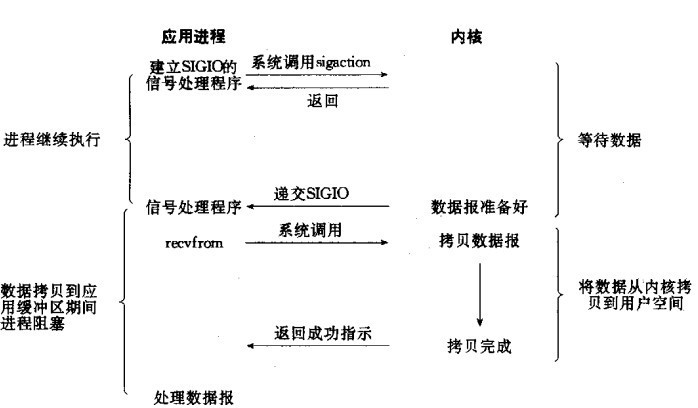 应用进程
内核
建立SIGIO的
信号处理程序
系统调用sigaction
返回
进程继续执行
等待数据
递交SIGIO
信号处理程序
数据报准备好
系统调用
recvfrom
拷贝数据报
数据拷贝到应
用缓冲区期间
进程阻塞
将数据从内核拷
贝到用户空间
返回成功指示
拷贝完成
处理数据报